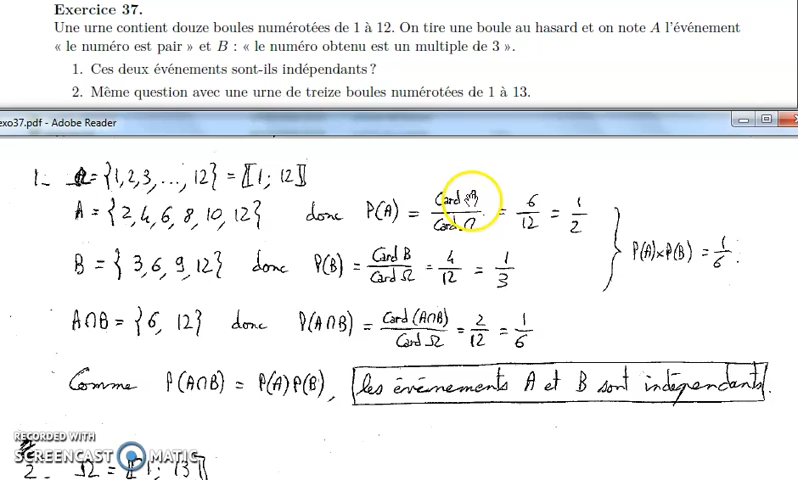 Exercice 37.
Une urne contient douze boules numérotées de 1 à 12. On tire une boule au hasard et on note A l'événement
« le numéro est pair » et B : « le numéro obtenu est un multiple de 3 ».
1. Ces deux événements sont-ils indépendants ?
2. Même question avec une urne de treize boules numérotées de 1 à 13.
exo37.pdf - Adobe Reader
1. Ω = {1, 2, 3, ..., 12} = ⟦1; 12⟧
A = {2, 4, 6, 8, 10, 12} donc P(A) = Card / Card Ω = 6/12 = 1/2
B = {3, 6, 9, 12} donc P(B) = Card B / Card Ω = 4/12 = 1/3
P(A)×P(B) = 1/6.
A∩B = {6, 12} donc P(A∩B) = Card (A∩B) / Card Ω = 2/12 = 1/6
Comme P(A∩B) = P(A)P(B), les événements A et B sont indépendants.
RECORDED WITH
SCREENCAST MATIC
2. Ω = ⟦1; 13⟧